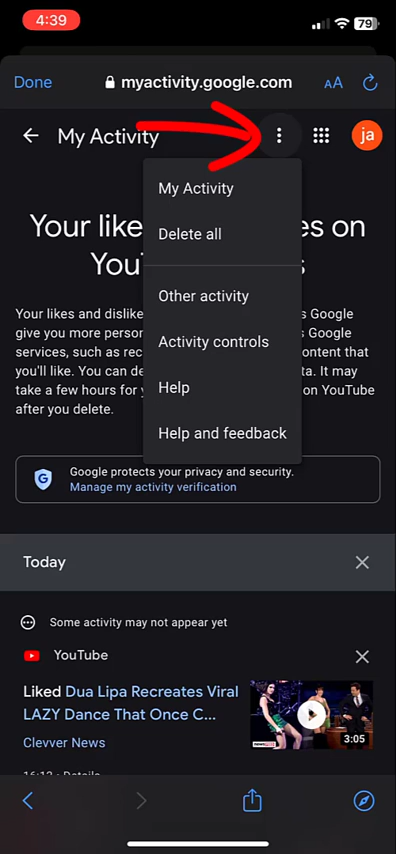 4:39
79
Done
myactivity.google.com
AA
My Activity
ja
My Activity
Delete all
Other activity
Activity controls
Help
Help and feedback
Your like es on
You s
Your likes and dislike s Google
give you more person Google
services, such as rec ontent that
you'll like. You can de ta. It may
take a few hours for y on YouTube
after you delete.
G
Google protects your privacy and security.
Manage my activity verification
Today
Some activity may not appear yet
YouTube
Liked Dua Lipa Recreates Viral
LAZY Dance That Once C...
3:05
Clevver News
16:12 · Details